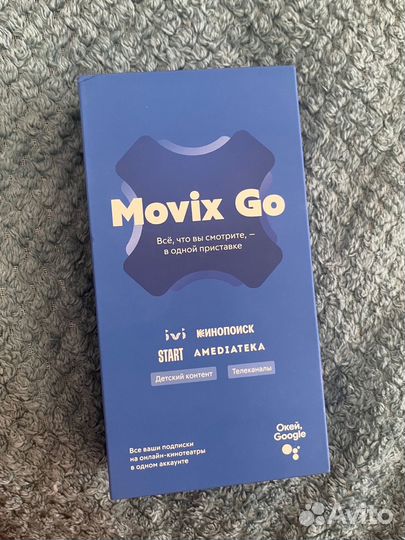 Movix Go
Всё, что вы смотрите, –
в одной приставке
ivi КИНОПОИСК
START AMEDIATEKA
Детский контент Телеканалы
Все ваши подписки
на онлайн-кинотеатры
в одном аккаунте
Окей,
Google
Avito